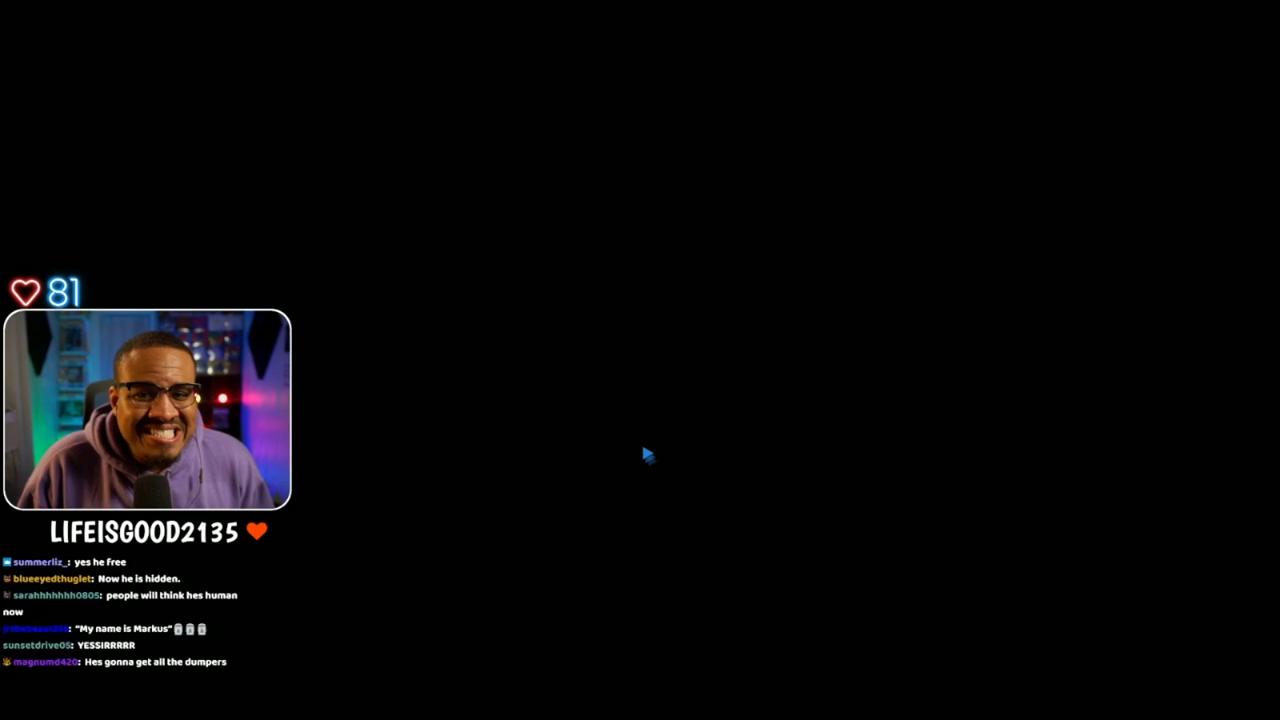 81
LIFEISGOOD2135
summerliz_: yes he free
blueeyedthuglet: Now he is hidden.
sarahhhhhhh0805: people will think hes human
now
: "My name is Markus"
sunsetdrive05: YESSIRRRRR
magnumd420: Hes gonna get all the dumpers